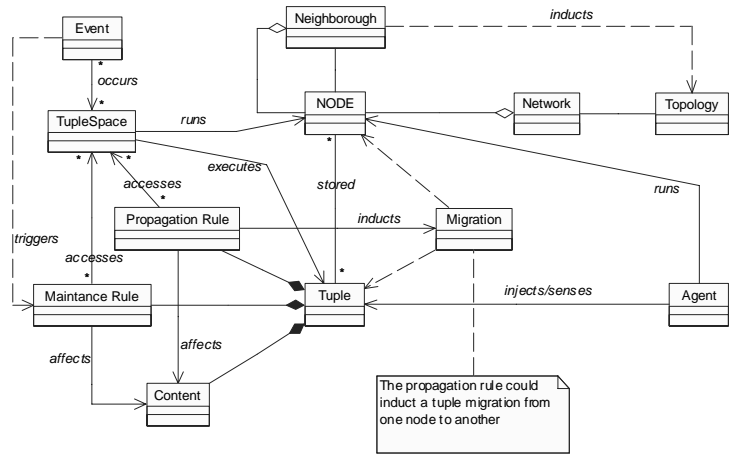 Neighborough
inducts
Event
*
occurs
*
NODE
Network
Topology
TupleSpace
runs
*
*
*
executes
accesses
stored
runs
*
Propagation Rule
inducts
Migration
triggers
accesses
*
*
Maintance Rule
Tuple
injects/senses
Agent
affects
affects
Content
The propagation rule could
induct a tuple migration from
one node to another